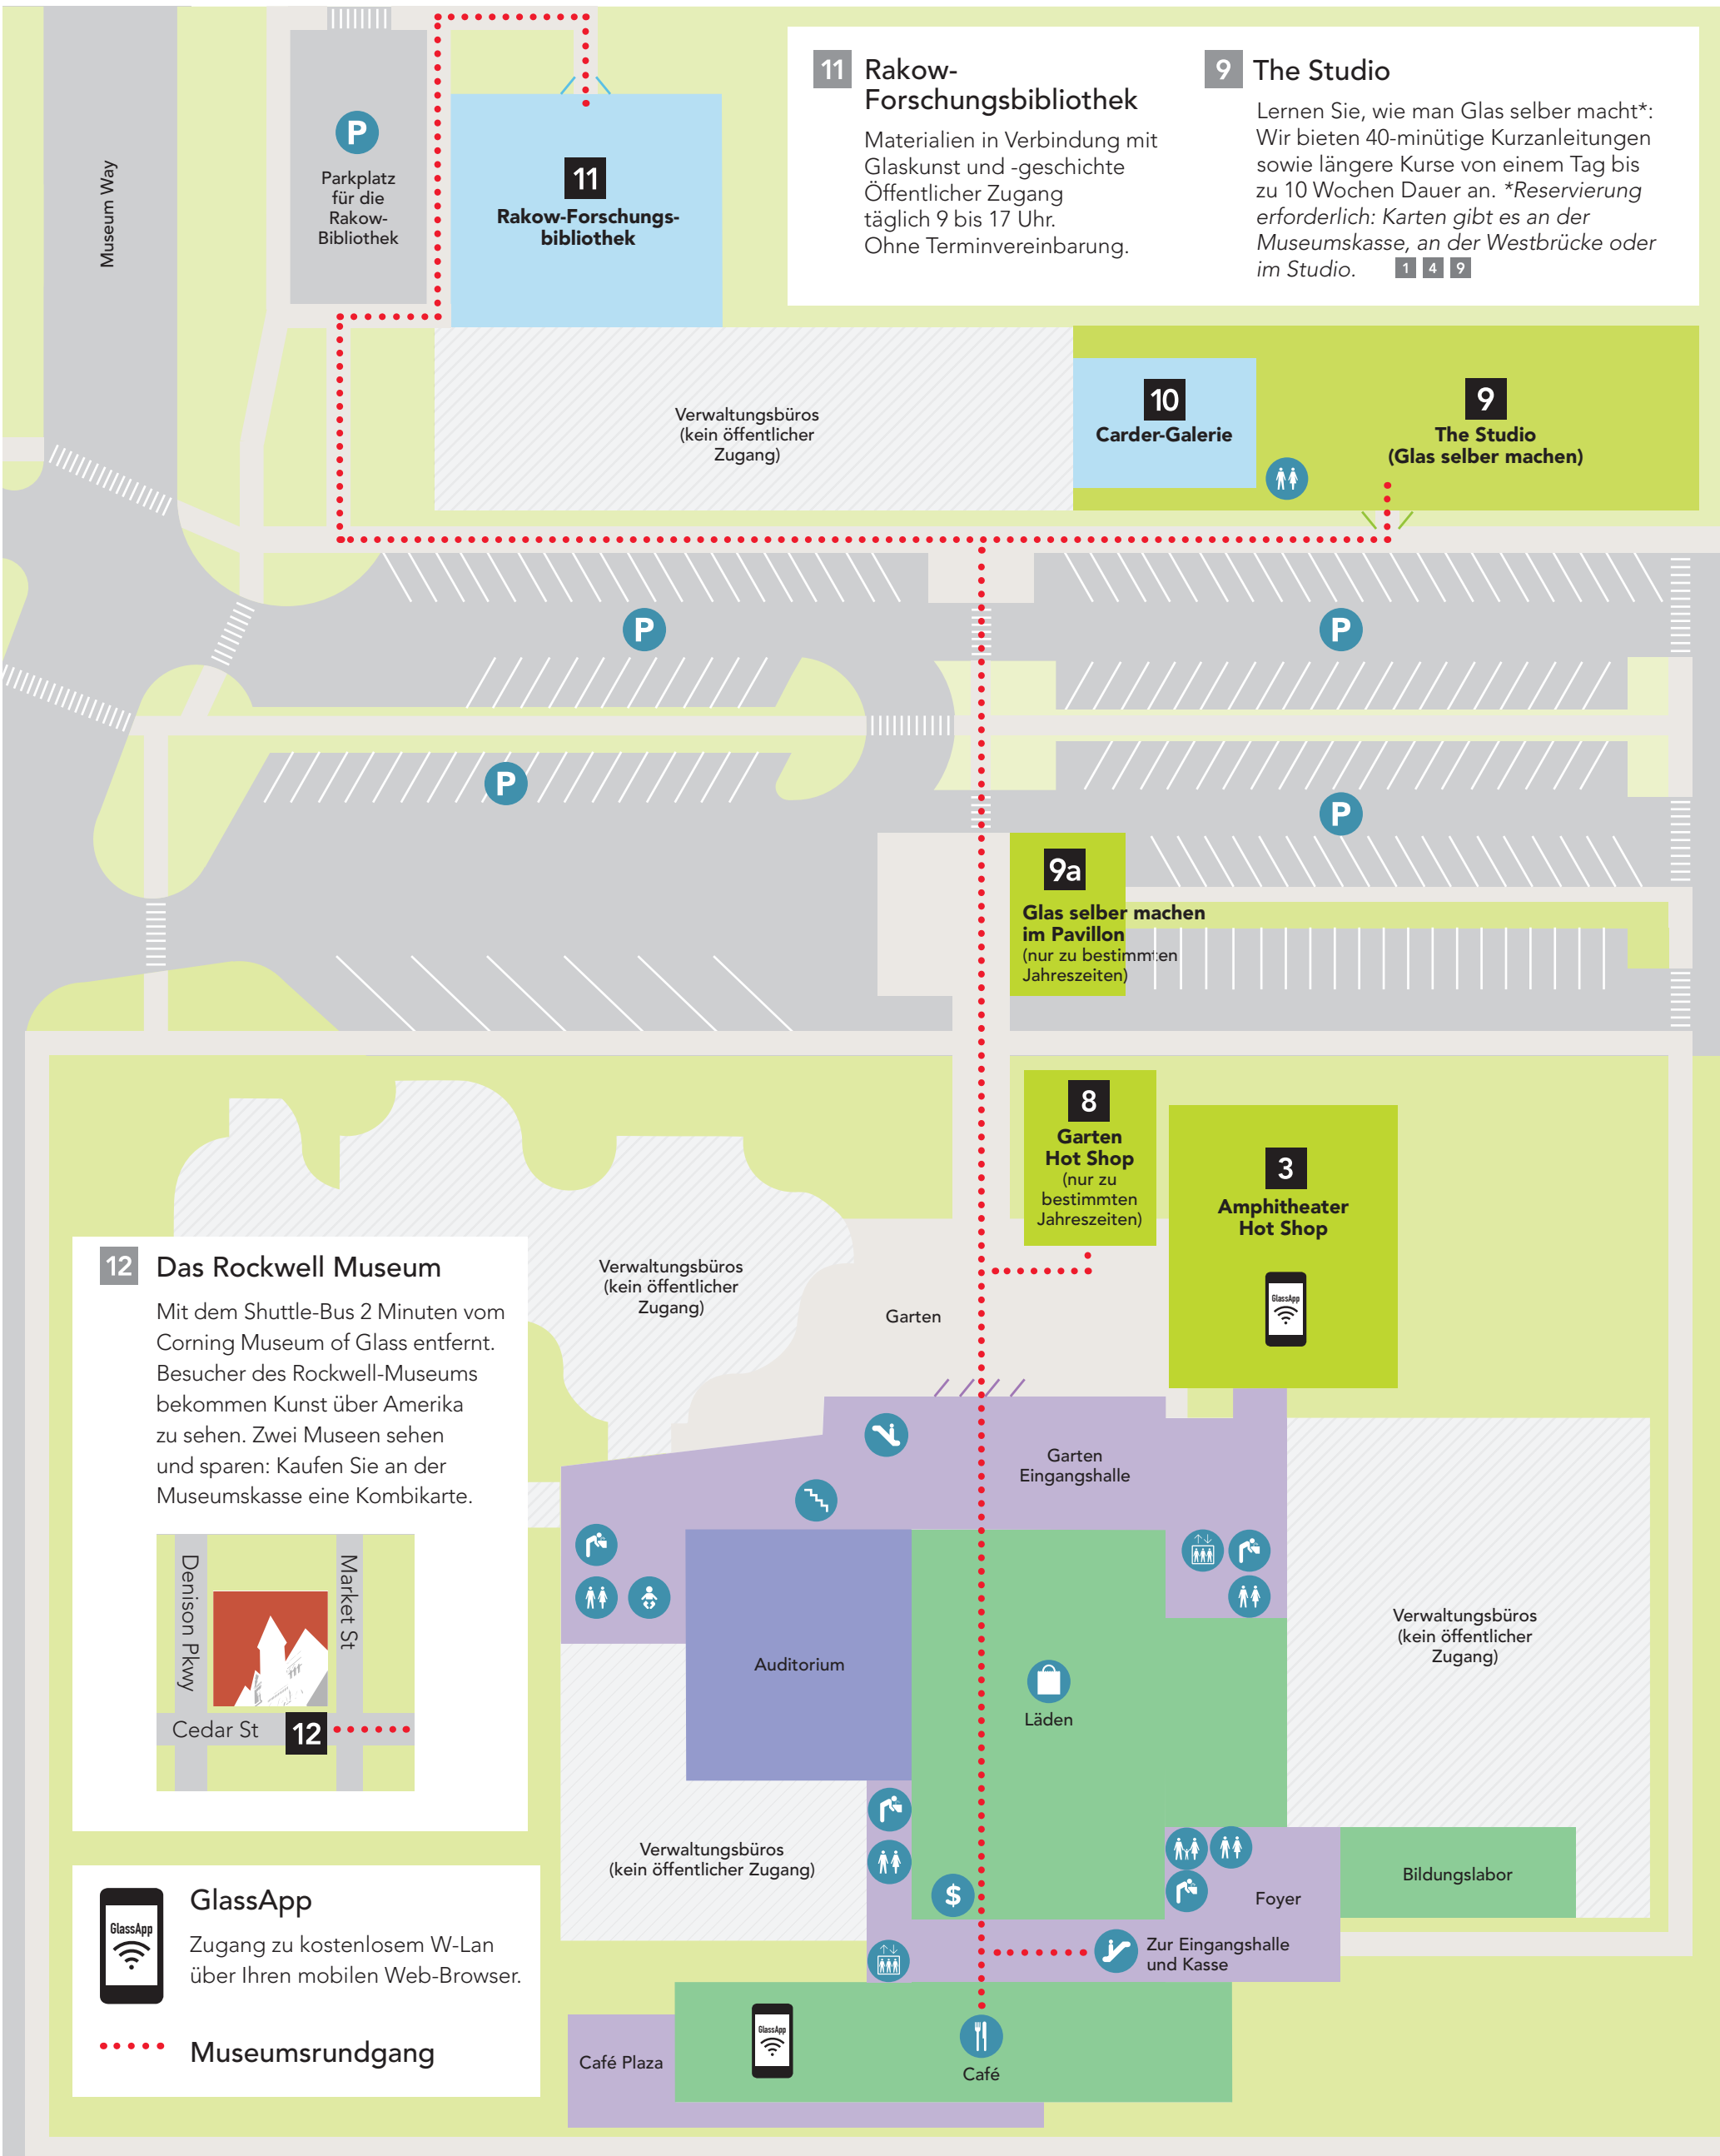 11 Rakow-
Forschungsbibliothek
Materialien in Verbindung mit
Glaskunst und -geschichte
Öffentlicher Zugang
täglich 9 bis 17 Uhr.
Ohne Terminvereinbarung.
9 The Studio
Lernen Sie, wie man Glas selber macht*:
Wir bieten 40-minütige Kurzanleitungen
sowie längere Kurse von einem Tag bis
zu 10 Wochen Dauer an. *Reservierung
erforderlich: Karten gibt es an der
Museumskasse, an der Westbrücke oder
im Studio. 1 4 9
Museum Way
P
Parkplatz
für die
Rakow-
Bibliothek
11
Rakow-Forschungs-
bibliothek
Verwaltungsbüros
(kein öffentlicher
Zugang)
10
Carder-Galerie
9
The Studio
(Glas selber machen)
P
P
P
P
9a
Glas selber machen
im Pavillon
(nur zu bestimmten
Jahreszeiten)
8
Garten
Hot Shop
(nur zu
bestimmten
Jahreszeiten)
3
Amphitheater
Hot Shop
GlassApp
12 Das Rockwell Museum
Mit dem Shuttle-Bus 2 Minuten vom
Corning Museum of Glass entfernt.
Besucher des Rockwell-Museums
bekommen Kunst über Amerika
zu sehen. Zwei Museen sehen
und sparen: Kaufen Sie an der
Museumskasse eine Kombikarte.
Denison Pkwy
Market St
Cedar St
12
Verwaltungsbüros
(kein öffentlicher
Zugang)
Garten
Garten
Eingangshalle
Auditorium
Läden
Verwaltungsbüros
(kein öffentlicher
Zugang)
Verwaltungsbüros
(kein öffentlicher Zugang)
$
Foyer
Bildungslabor
Zur Eingangshalle
und Kasse
GlassApp
GlassApp
Zugang zu kostenlosem W-Lan
über Ihren mobilen Web-Browser.
Museumsrundgang
Café Plaza
GlassApp
Café